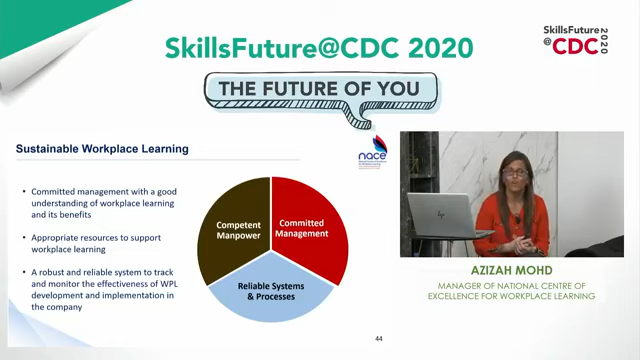 SkillsFuture@CDC 2020
SkillsFuture
@CDC
2020
THE FUTURE OF YOU
Sustainable Workplace Learning
nace
• Committed management with a good
understanding of workplace learning
and its benefits
• Appropriate resources to support
workplace learning
• A robust and reliable system to track
and monitor the effectiveness of WPL
development and implementation in
the company
Competent
Manpower
Committed
Management
Reliable Systems
& Processes
hp
AZIZAH MOHD
MANAGER OF NATIONAL CENTRE OF
EXCELLENCE FOR WORKPLACE LEARNING
44